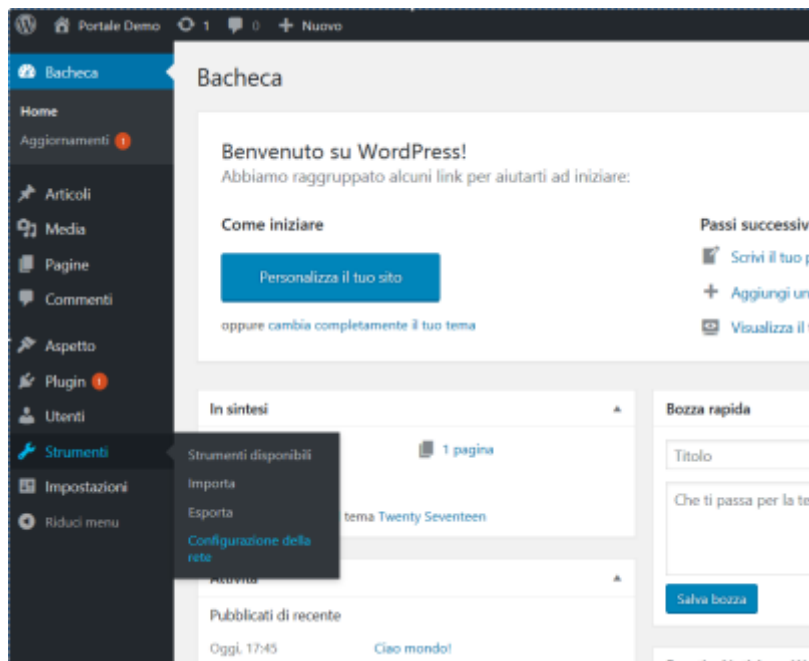 Portale Demo 1 0 + Nuovo
Bacheca
Home
Aggiornamenti 1
Articoli
Media
Pagine
Commenti
Aspetto
Plugin 1
Utenti
Strumenti
Impostazioni
Riduci menu
Strumenti disponibili
Importa
Esporta
Configurazione della
rete
Bacheca
Benvenuto su WordPress!
Abbiamo raggruppato alcuni link per aiutarti ad iniziare:
Come iniziare
Personalizza il tuo sito
oppure cambia completamente il tuo tema
Passi successiv
Scrivi il tuo p
Aggiungi un
Visualizza il
In sintesi
1 pagina
tema Twenty Seventeen
Attività
Pubblicati di recente
Oggi, 17:45 Ciao mondo!
Bozza rapida
Titolo
Che ti passa per la te
Salva bozza